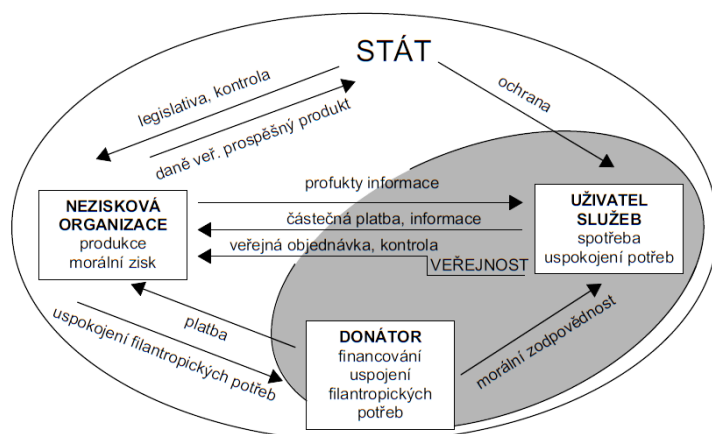 STÁT
legislativa, kontrola
daně veř. prospěšný produkt
ochrana
NEZISKOVÁ
ORGANIZACE
produkce
morální zisk
profukty informace
částečná platba, informace
veřejná objednávka, kontrola
VEŘEJNOST
UŽIVATEL
SLUŽEB
spotřeba
uspokojení potřeb
platba
uspokojení filantropických potřeb
DONÁTOR
financování
uspojení
filantropických
potřeb
morální zodpovědnost